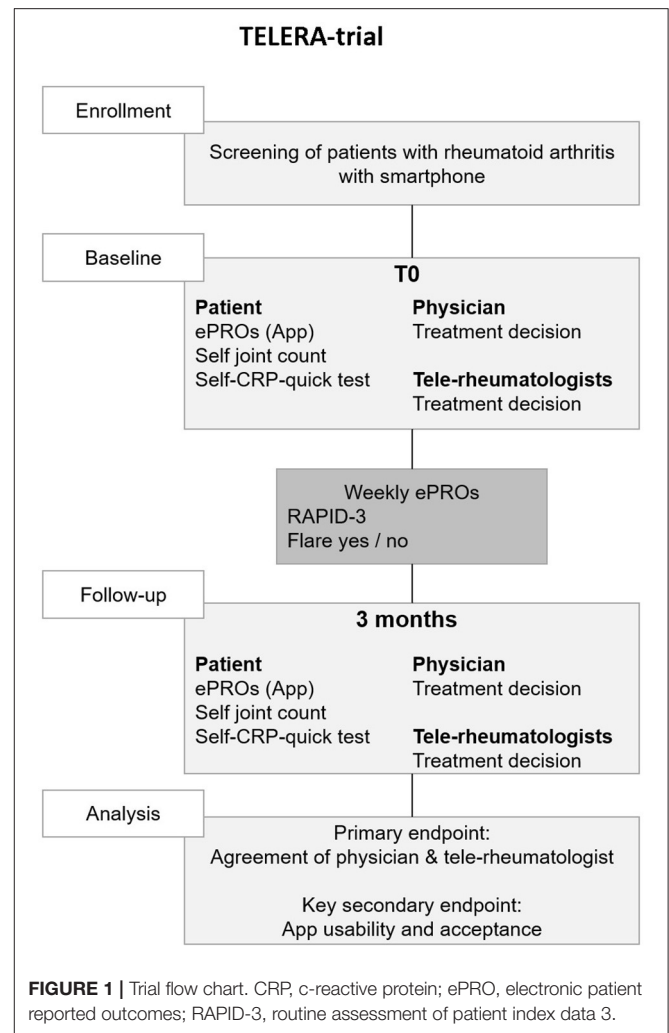 TELERA-trial
Enrollment
Screening of patients with rheumatoid arthritis
with smartphone
Baseline
T0
Patient
ePROs (App)
Self joint count
Self-CRP-quick test
Physician
Treatment decision
Tele-rheumatologists
Treatment decision
Weekly ePROs
RAPID-3
Flare yes / no
Follow-up
3 months
Patient
ePROs (App)
Self joint count
Self-CRP-quick test
Physician
Treatment decision
Tele-rheumatologists
Treatment decision
Analysis
Primary endpoint:
Agreement of physician & tele-rheumatologist
Key secondary endpoint:
App usability and acceptance
FIGURE 1 | Trial flow chart. CRP, c-reactive protein; ePRO, electronic patient
reported outcomes; RAPID-3, routine assessment of patient index data 3.